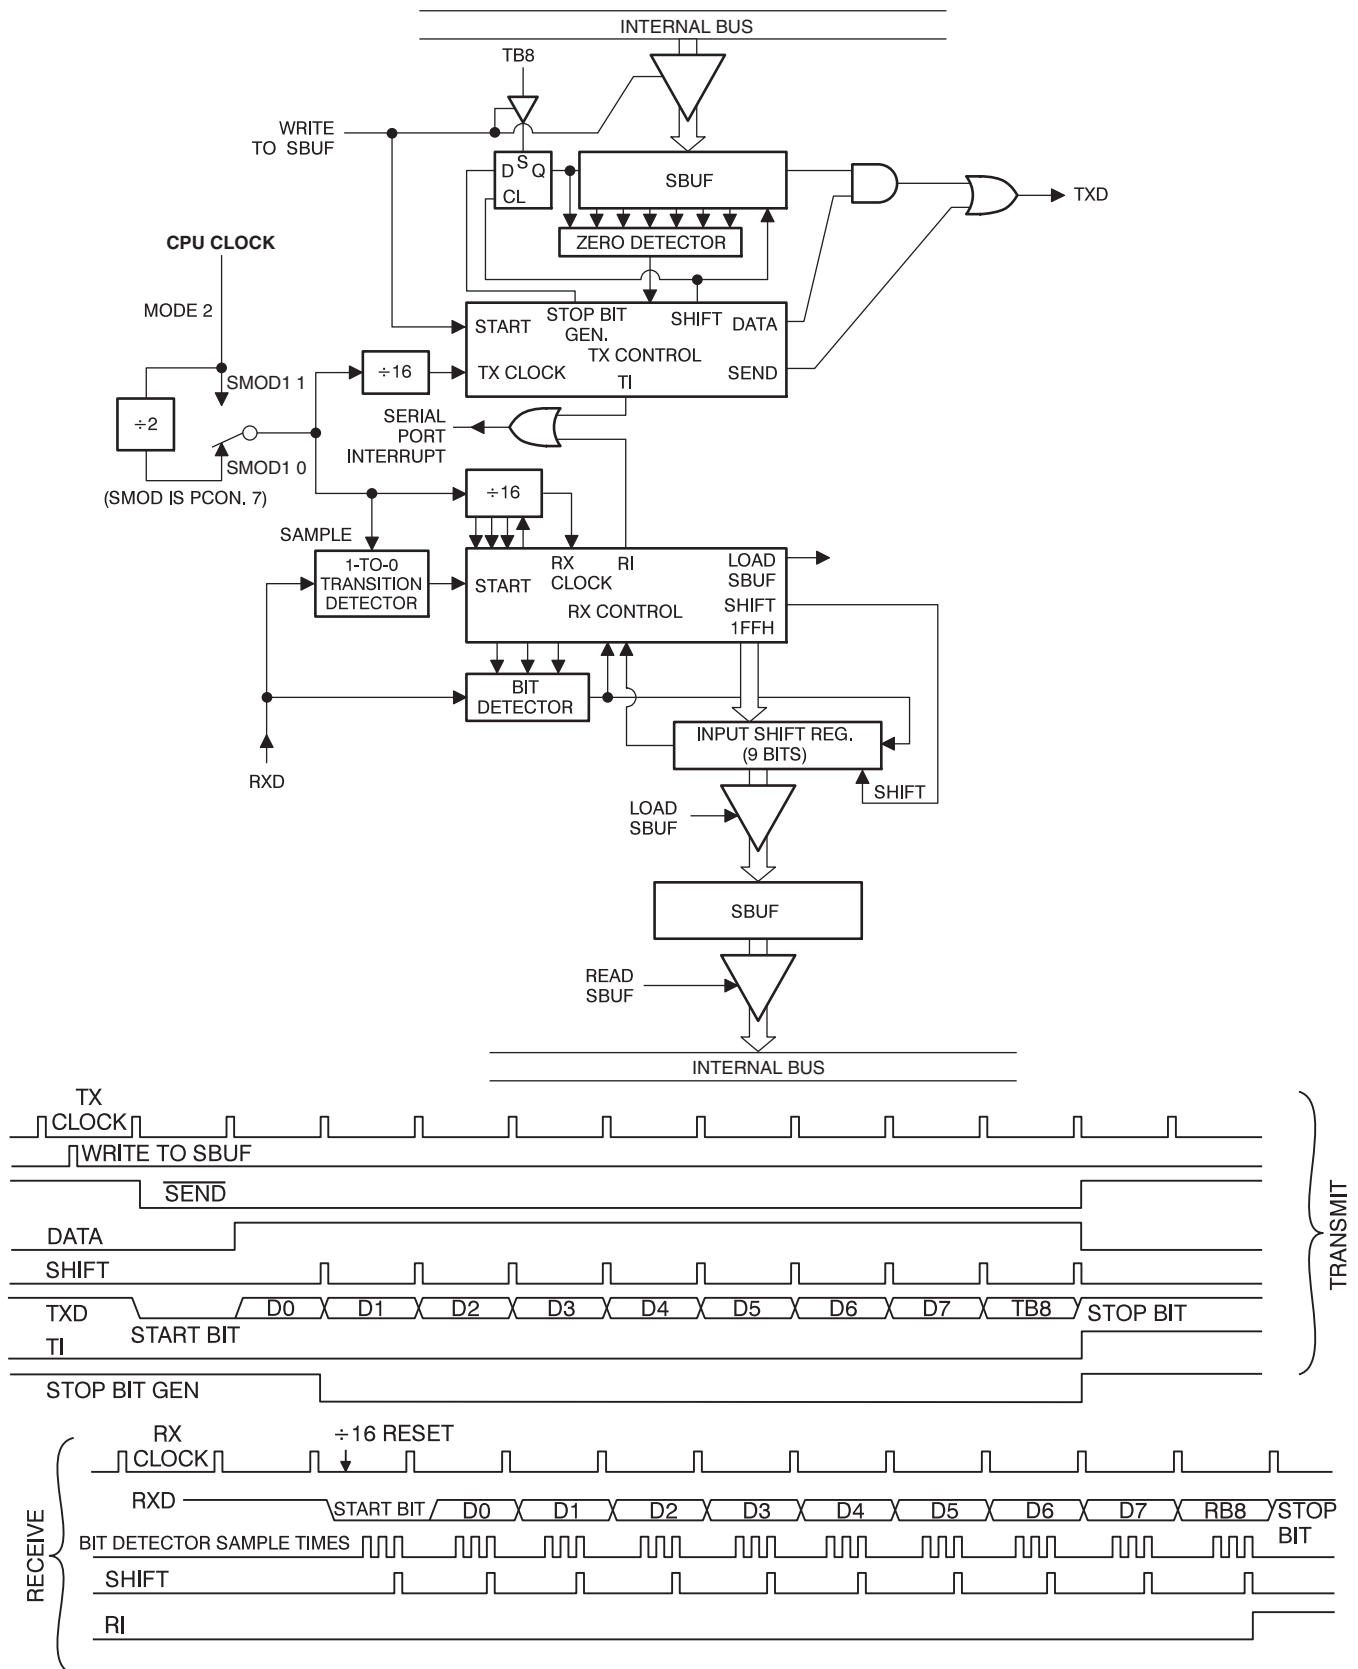 INTERNAL BUS
TB8
WRITE
TO SBUF
D S Q
CL
SBUF
TXD
ZERO DETECTOR
CPU CLOCK
MODE 2
START
STOP BIT
GEN.
SHIFT
DATA
TX CONTROL
TX CLOCK
SEND
TI
÷16
SMOD1 1
÷2
SMOD1 0
(SMOD IS PCON. 7)
SERIAL
PORT
INTERRUPT
÷16
SAMPLE
1-TO-0
TRANSITION
DETECTOR
START
RX
CLOCK
RI
LOAD
SBUF
RX CONTROL
SHIFT
1FFH
BIT
DETECTOR
INPUT SHIFT REG.
(9 BITS)
RXD
SHIFT
LOAD
SBUF
SBUF
READ
SBUF
INTERNAL BUS
TX
CLOCK
WRITE TO SBUF
SEND
DATA
SHIFT
TXD
START BIT
D0 D1 D2 D3 D4 D5 D6 D7 TB8
STOP BIT
TI
STOP BIT GEN
TRANSMIT
RX
CLOCK
÷16 RESET
RXD
START BIT
D0 D1 D2 D3 D4 D5 D6 D7 RB8
STOP
BIT
BIT DETECTOR SAMPLE TIMES
SHIFT
RI
RECEIVE